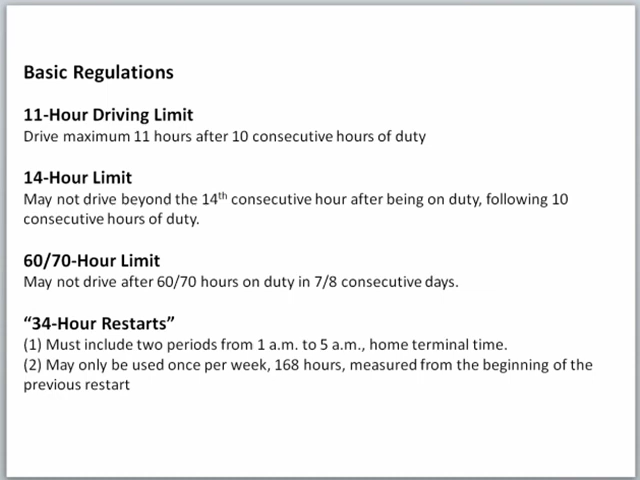 Basic Regulations
11-Hour Driving Limit
Drive maximum 11 hours after 10 consecutive hours of duty
14-Hour Limit
May not drive beyond the 14th consecutive hour after being on duty, following 10
consecutive hours of duty.
60/70-Hour Limit
May not drive after 60/70 hours on duty in 7/8 consecutive days.
“34-Hour Restarts”
(1) Must include two periods from 1 a.m. to 5 a.m., home terminal time.
(2) May only be used once per week, 168 hours, measured from the beginning of the
previous restart